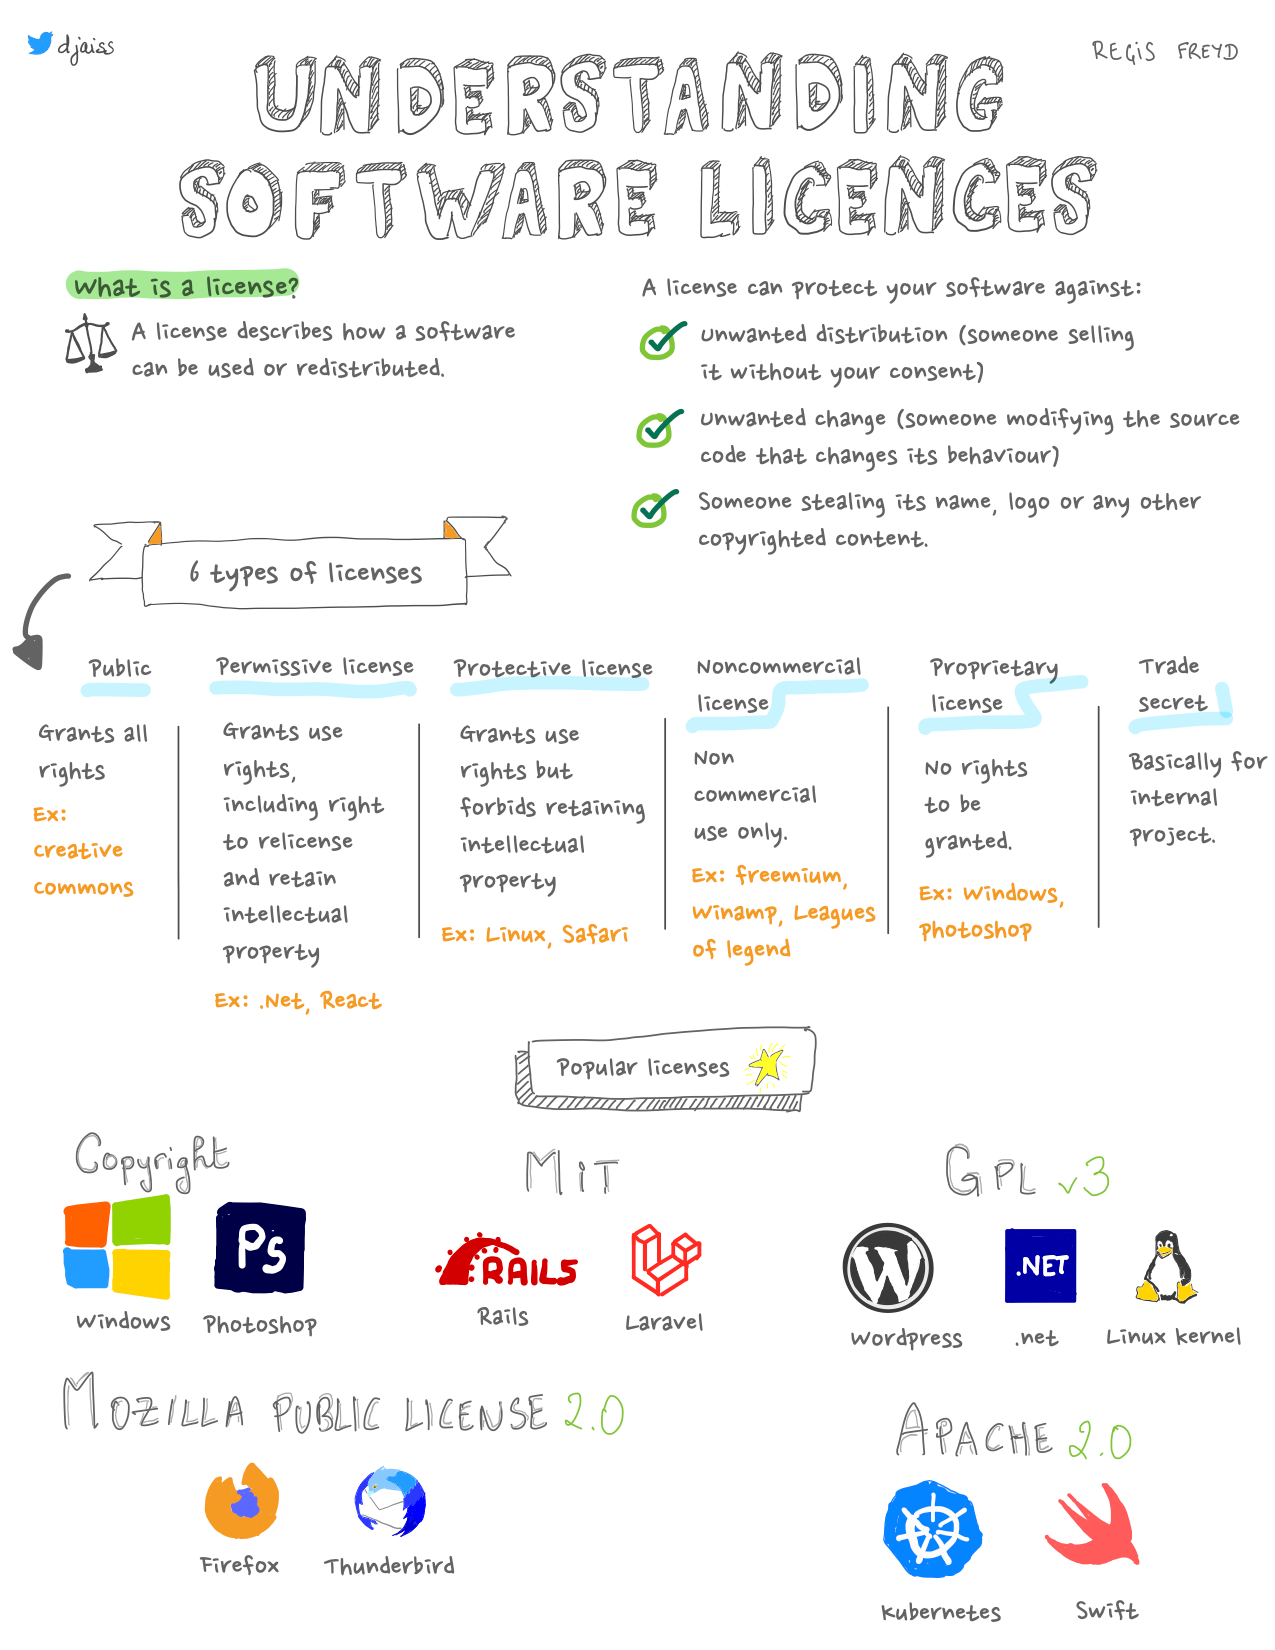 djaiss
REGIS FREYD
UNDERSTANDING
SOFTWARE LICENCES
What is a license?
A license describes how a software
can be used or redistributed.
A license can protect your software against:
Unwanted distribution (someone selling
it without your consent)
Unwanted change (someone modifying the source
code that changes its behaviour)
Someone stealing its name, logo or any other
copyrighted content.
6 types of licenses
Public
Grants all
rights
Ex:
creative
commons
Permissive license
Grants use
rights,
including right
to relicense
and retain
intellectual
property
Ex: .Net, React
Protective license
Grants use
rights but
forbids retaining
intellectual
property
Ex: Linux, Safari
Noncommercial
license
Non
commercial
use only.
Ex: freemium,
Winamp, Leagues
of legend
Proprietary
license
No rights
to be
granted.
Ex: Windows,
Photoshop
Trade
secret
Basically for
internal
project.
Popular licenses
Copyright
Ps
Windows
Photoshop
MiT
RAILS
Rails
Laravel
GPL v3
W
.NET
Wordpress
.net
Linux kernel
MOZILLA PUBLIC LICENSE 2.0
Firefox
Thunderbird
APACHE 2.0
Kubernetes
Swift